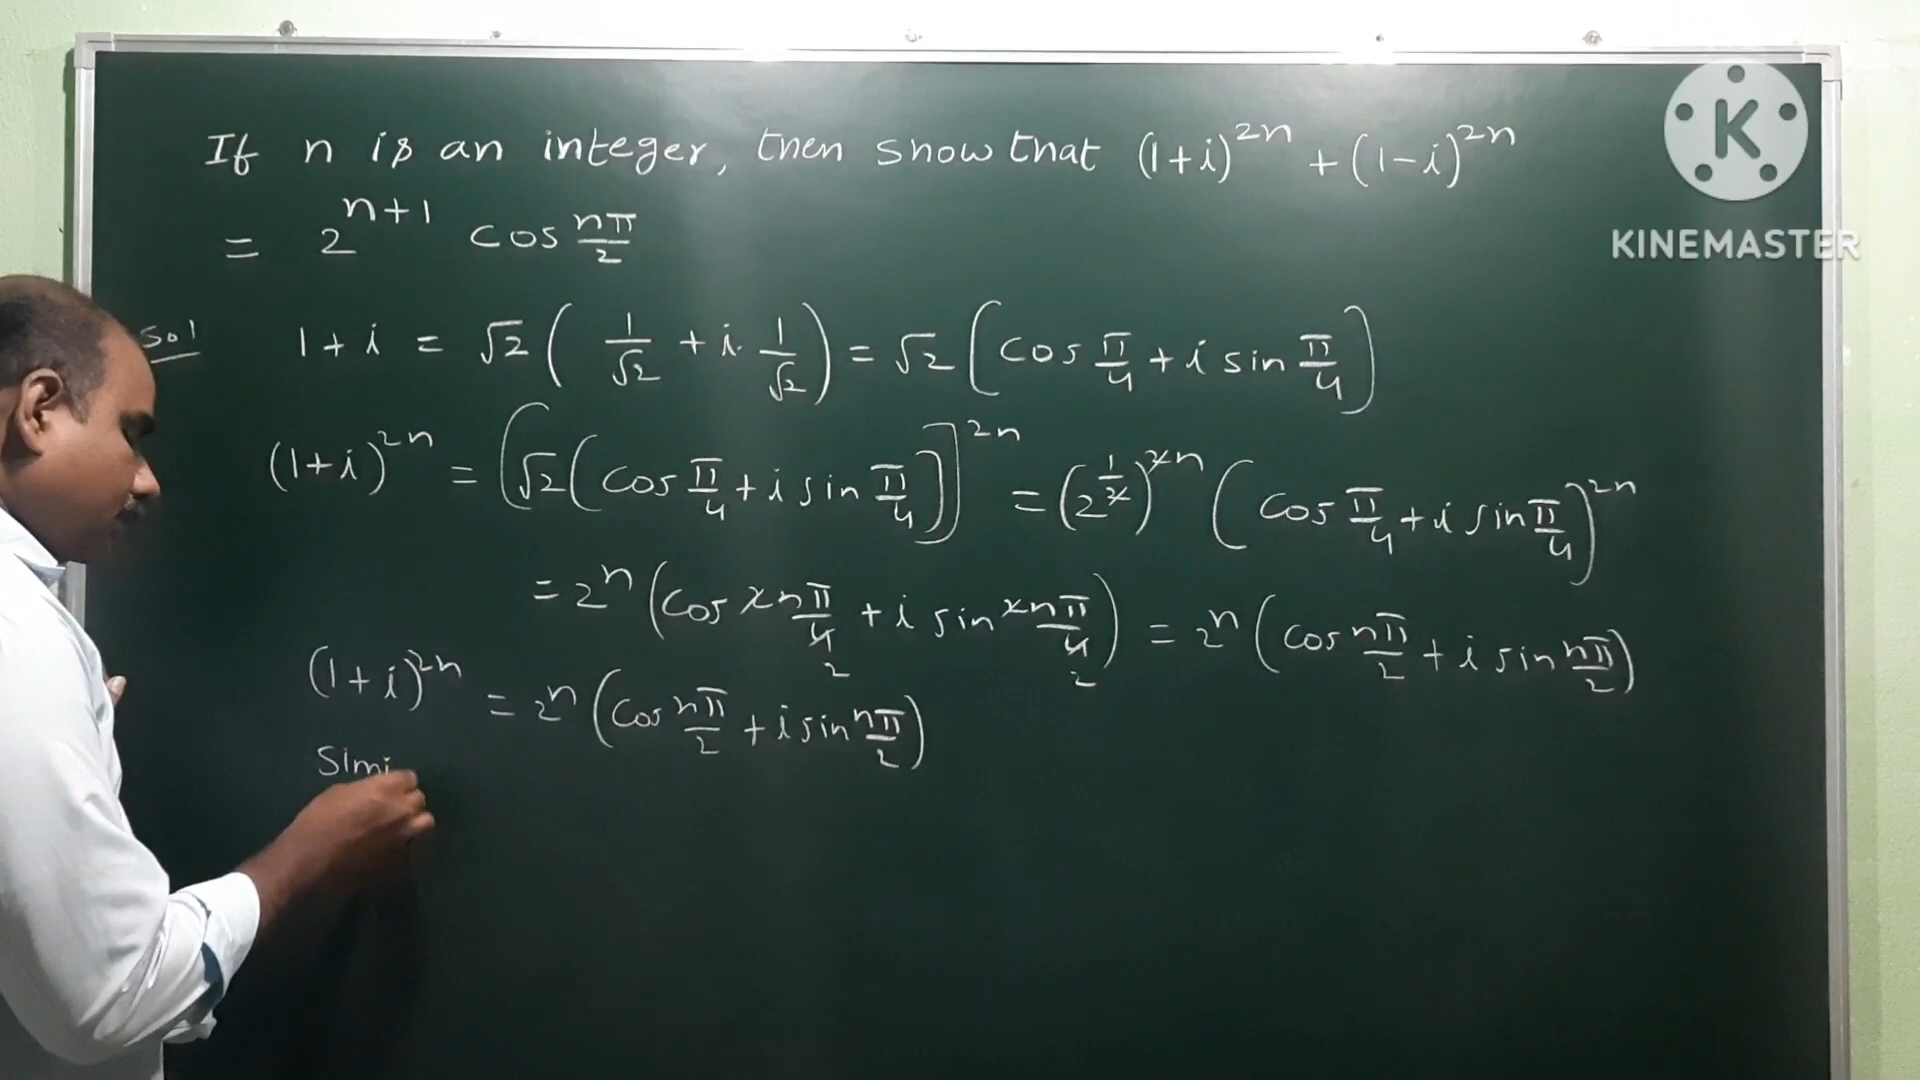 If n is an integer, then show that (1+i)^{2n} + (1-i)^{2n}
= 2^{n+1} cos nπ/2
Sol
1 + i = √2 ( 1/√2 + i. 1/√2 ) = √2 [ cos π/4 + i sin π/4 ]
(1+i)^{2n} = [ √2 ( cos π/4 + i sin π/4 ] ]^{2n} = (2^{1/2})^{2n} ( cos π/4 + i sin π/4 )^{2n}
= 2^n ( cos 2nπ/4 2 + i sin 2nπ/4 2 ) = 2^n ( cos nπ/2 + i sin nπ/2 )
(1+i)^{2n} = 2^n ( cos nπ/2 + i sin nπ/2 )
Simi
K
KINEMASTER